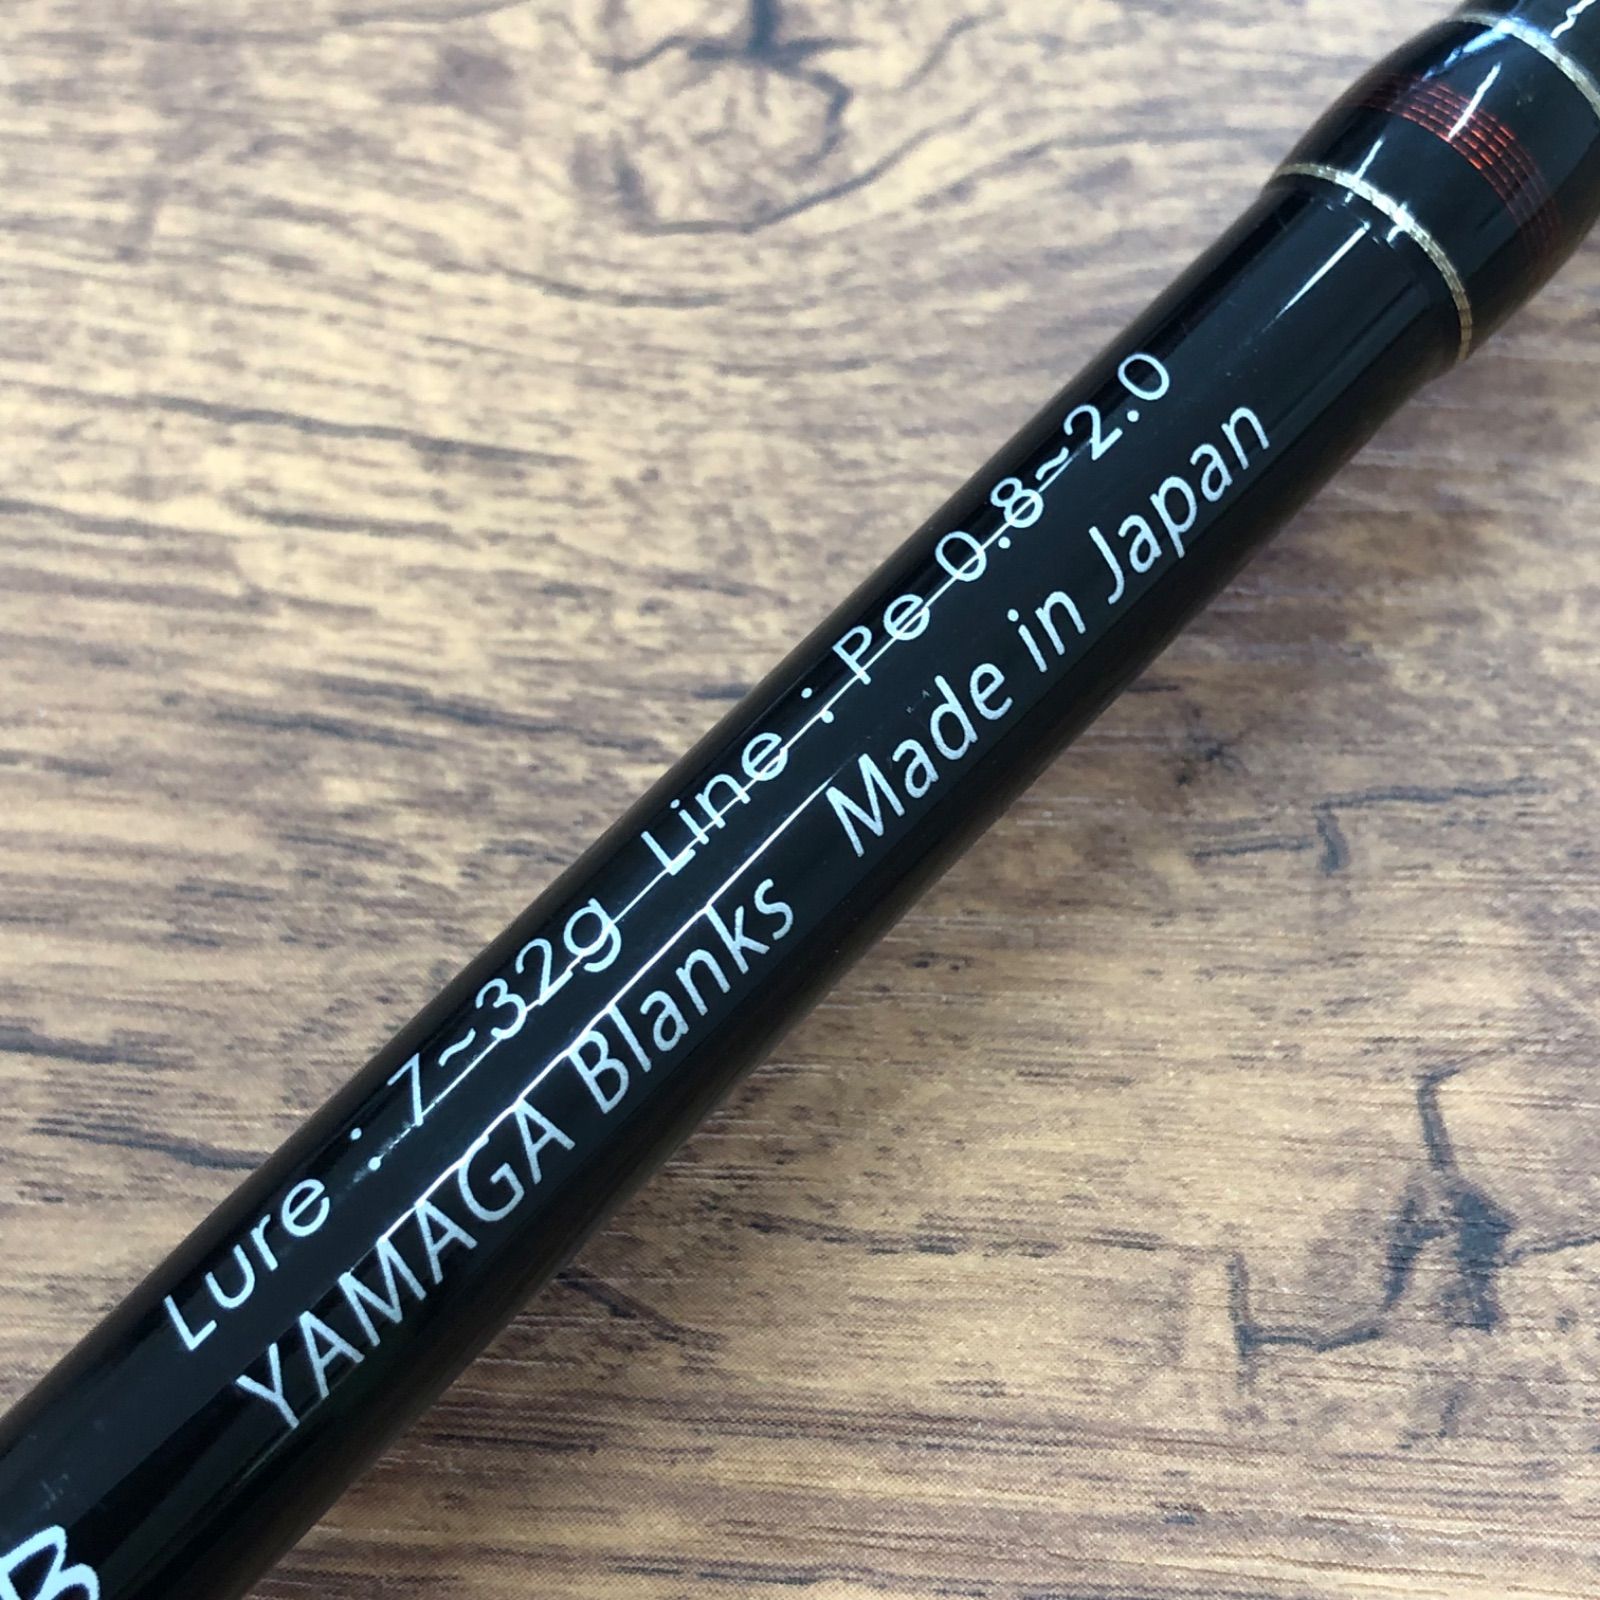 Lure : 7~32g Line : Pe 0.8~2.0
YAMAGA Blanks Made in Japan
B